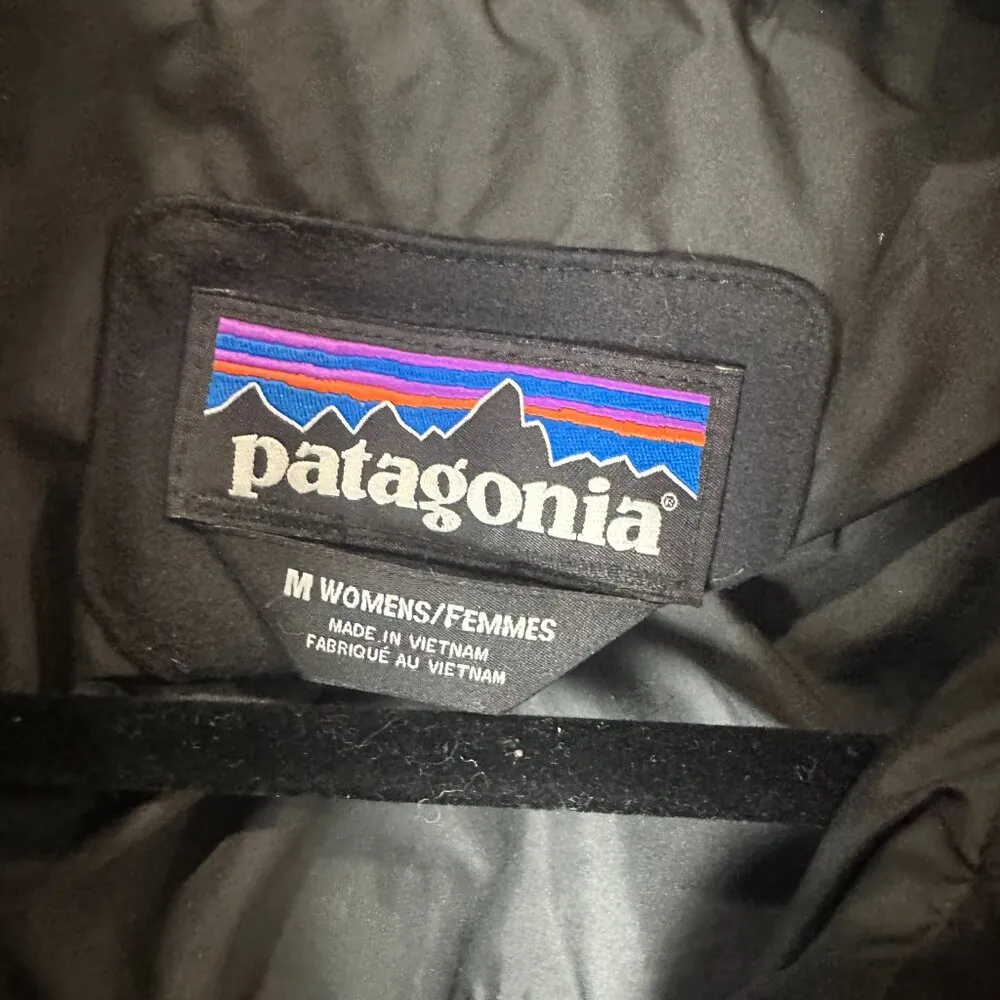 patagonia®
M WOMENS/FEMMES
MADE IN VIETNAM
FABRIQUÉ AU VIETNAM